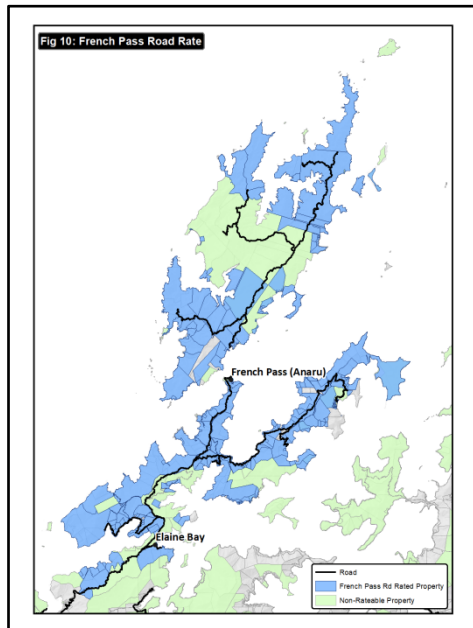 Fig 10: French Pass Road Rate
French Pass (Anaru)
Elaine Bay
Road
French Pass Rd Rated Property
Non-Rateable Property